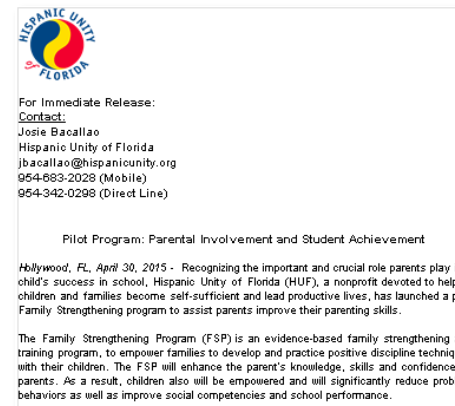 HISPANIC UNITY
of FLORIDA
For Immediate Release:
Contact:
Josie Bacallao
Hispanic Unity of Florida
jbacallao@hispanicunity.org
954-683-2028 (Mobile)
954-342-0298 (Direct Line)
Pilot Program: Parental Involvement and Student Achievement
Hollywood, FL, April 30, 2015 - Recognizing the important and crucial role parents play
child's success in school, Hispanic Unity of Florida (HUF), a nonprofit devoted to help
children and families become self-sufficient and lead productive lives, has launched a p
Family Strengthening program to assist parents improve their parenting skills.
The Family Strengthening Program (FSP) is an evidence-based family strengthening
training program, to empower families to develop and practice positive discipline techniq
with their children. The FSP will enhance the parent's knowledge, skills and confidence
parents. As a result, children also will be empowered and will significantly reduce prob
behaviors as well as improve social competencies and school performance.